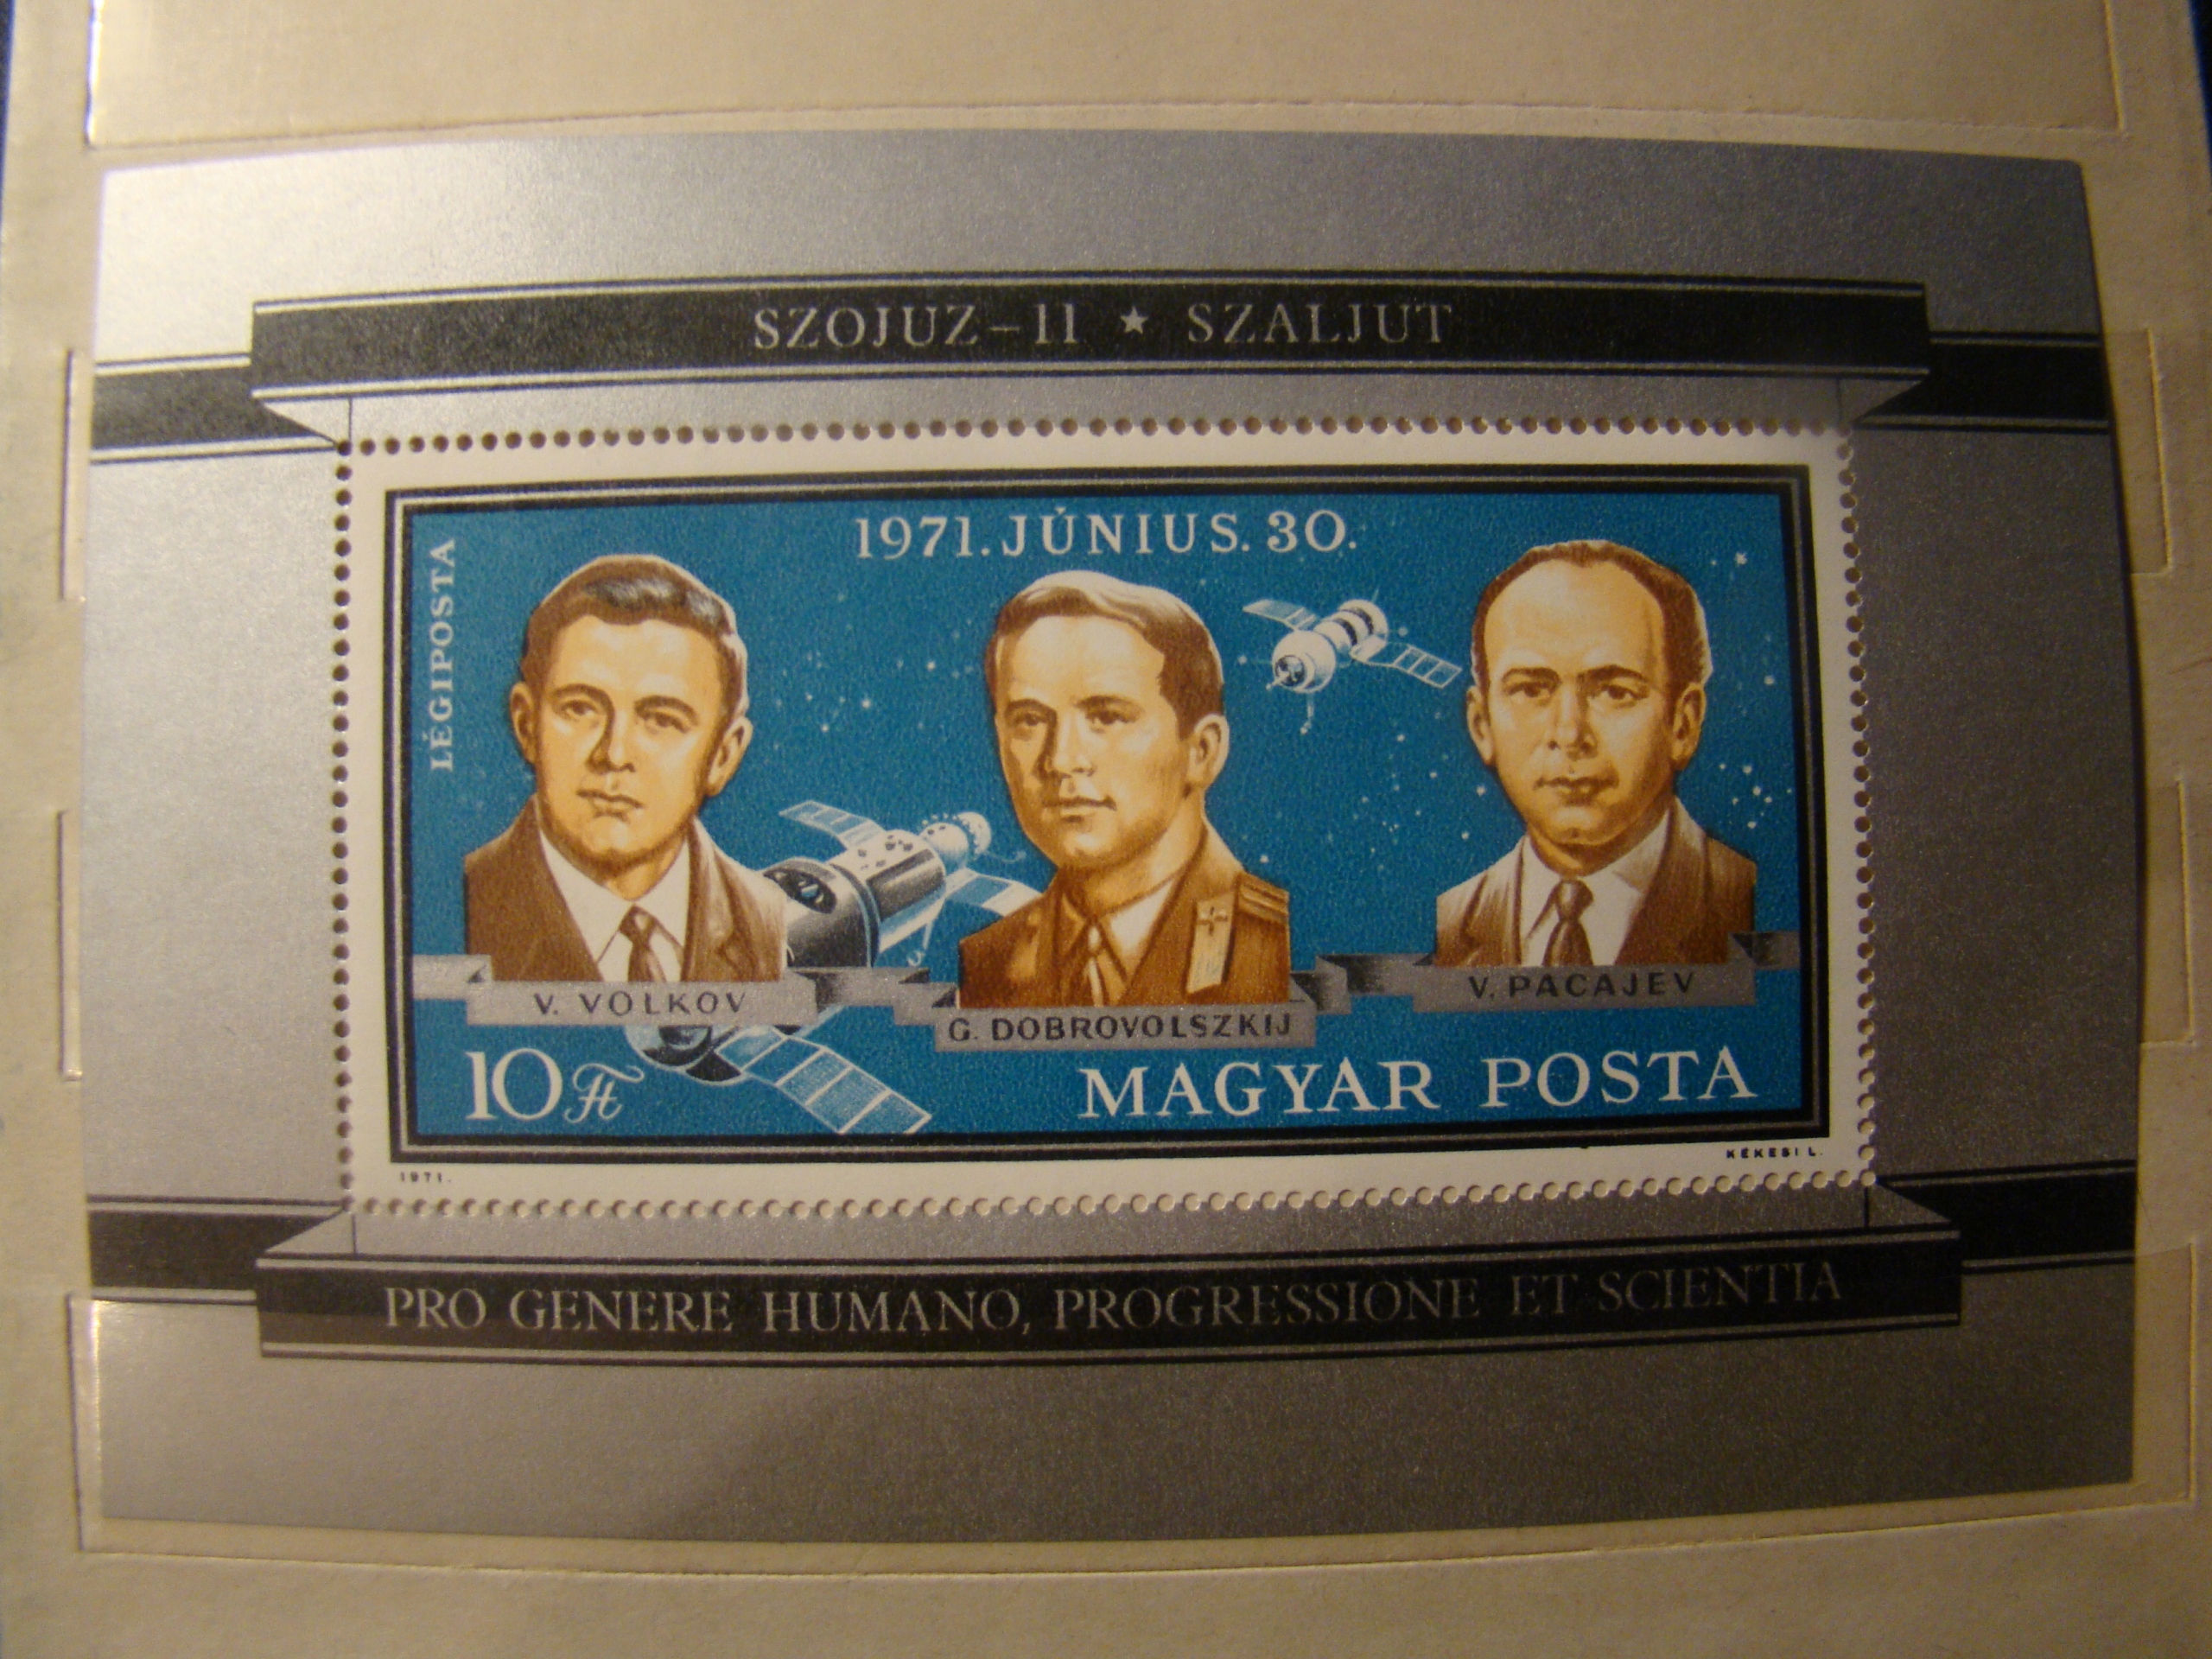 SZOJUZ-11 ★ SZALJUT
1971. JÚNIUS. 30.
LÉGIPOSTA
V. VOLKOV
G. DOBROVOLSZKIJ
V. PACAJEV
10 Ft
MAGYAR POSTA
1971.
KÉKESI L.
PRO GENERE HUMANO, PROGRESSIONE ET SCIENTIA